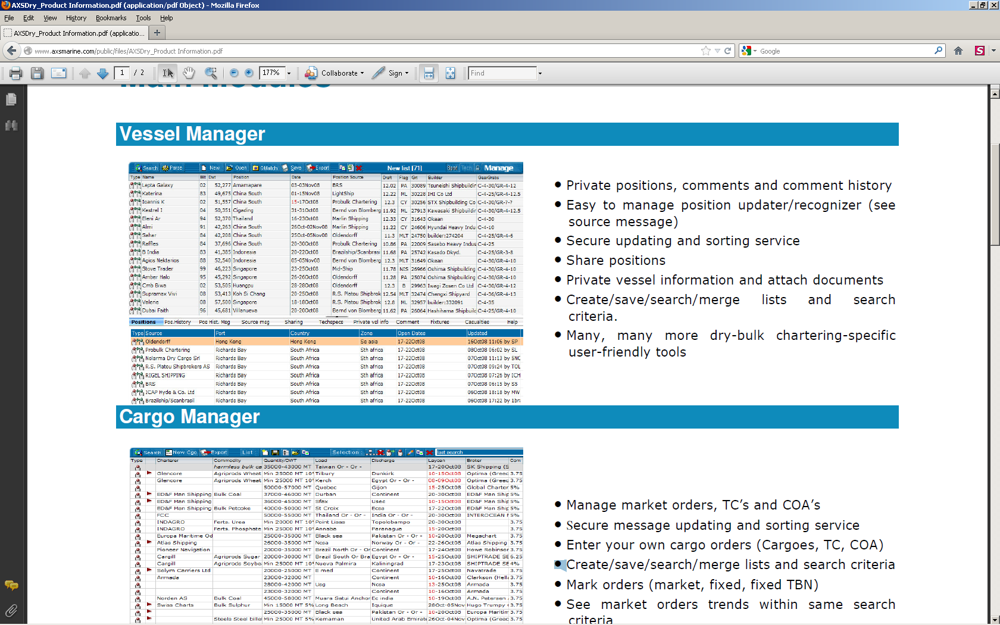 AXSDry_Product Information.pdf (application/pdf Object) - Mozilla Firefox
File Edit View History Bookmarks Tools Help
AXSDry_Product Information.pdf (applicatio...
www.axsmarine.com/public/files/AXSDry_Product Information.pdf
Google
1 / 2 177% Collaborate Sign Find
Main Modules
Vessel Manager
Search Parse New Open QMatch Save Export New list [71] Spot Tech Manage
Type Name Blt Dwt Position Date Position Source Draft Flag Grt Builder GearGrabs
Lepta Galaxy 02 52,277 Amamapare 03-03Nov08 BRS 12.02 PA 30089 Tsuneishi Shipbuildin C-4-30/GR-4-12
Katerina 83 49,675 China South 01-15Nov08 LightShip 12.22 ML 30228 IHI Co Ltd C-4-25/GR-4-12.5
Ioannis K 02 51,557 China South 15-17Oct08 Probulk Chartering 12.3 CY 30256 STX Shipbuilding Co C-4-30/GR-?-?
Kestrel I 04 50,351 Cigading 31-31Oct08 Bernd von Blomberg 11.92 ML 27913 Kawasaki Shipbuildin C-4-30/GR-4-12.5
Eleni Ar 94 52,370 Thailand 16-23Oct08 Marlin Shipping 12.33 CY 31643 Okean C-4-30
Almi 91 42,263 China South 26Oct-02Nov08 Marlin Shipping 11.22 CY 24606 Hyundai Heavy Indu C-4-10
Sahar 84 42,208 China South 25Oct-05Nov08 Oldendorff 11.3 MLT 24750 builder:274204 C-4-25/GR-4-6
Raffles 84 37,696 China South 20-30Oct08 Probulk Chartering 10.86 PA 22009 Sasebo Heavy Indus C-4-25
B India 83 41,385 Indonesia 20-22Oct08 Brazilship/Scanbrasi 11.68 PA 25742 Kasado Dkyd. C-4-25/GR-3-8
Agios Nektarios 88 52,540 Indonesia 05-05Nov08 Bernd von Blomberg 12.3 MLT 31649 Okean C-4-30/GR-4-10
Stove Trader 99 46,223 Singapore 23-25Oct08 Mid-Ship 11.78 NIS 26966 Oshima Shipbuilding C-4-30/GR-4-10
Amber Halo 95 45,292 Singapore 26-26Oct08 Oldendorff 11.28 PA 25074 Oshima Shipbuilding C-4-25/GR-4-10
Cmb Biwa 02 53,505 Huangpu 28-28Oct08 Oldendorff 12.3 B 29963 Iwagi Zosen Co Ltd C-4-30/GR-4-12
Supramax Vivi 08 53,413 Koh Si Chang 20-25Oct08 R.S. Platou Shipbrok 12.54 MLT 32474 Chengxi Shipyard C-4-36/GR-4-13
Valerie 08 57,500 Singapore 18-18Oct08 R.S. Platou Shipbrok 12.8 ML 32957 builder:332091 C-4-35
Dubai Faith 96 45,681 Villanueva 20-20Oct08 Bernd von Blomberg 11.62 PA 26064 Hashihama Shipbuildi C-4-25/GR-4-10
Positions Pos.History Pos Hist. Msg Source msg Sharing Techspecs Private vsl info Comment Fixtures Casualties Help
Type Source Port Country Zone Open Dates Updated
Oldendorff Hong Kong Hong Kong Se asia 17-22Oct08 16Oct08 11:06 by SP
Probulk Chartering Richards Bay South Africa Sth africa 17-22Oct08 08Oct08 06:02 by SL
Nolarma Dry Cargo Srl Richards Bay South Africa Sth africa 17-22Oct08 07Oct08 11:13 by SNC
R.S. Platou Shipbrokers AS Richards Bay South Africa Sth africa 17-22Oct08 07Oct08 09:24 by TOL
RIGEL SHIPPING Richards Bay South Africa Sth africa 17-22Oct08 07Oct08 07:26 by ICH
BRS Richards Bay South Africa Sth africa 17-22Oct08 07Oct08 06:15 by S5
ICAP Hyde & Co. Ltd Richards Bay South Africa Sth africa 17-22Oct08 06Oct08 18:18 by MW
Brazilship/Scanbrasil Richards Bay South Africa Sth africa 17-22Oct08 06Oct08 17:22 by 1bra
• Private positions, comments and comment history
• Easy to manage position updater/recognizer (see
source message)
• Secure updating and sorting service
• Share positions
• Private vessel information and attach documents
• Create/save/search/merge lists and search
criteria.
• Many, many more dry-bulk chartering-specific
user-friendly tools
Cargo Manager
Search New Cgo Export List : Selection : last search
Type Charterer Commodity Quantity/DWT Load Discharge Laycan Broker Com
harmless bulk ca 35000-43000 MT Taiwan Or - Or - 17-20Oct08 SK Shipping (S
Glencore Agriprods Wheat Min 25000 MT 10% Tilbury Dunkirk 10-15Oct08 Optima (Greec 3.75
Glencore Agriprods Wheat Min 25000 MT 10% Kerch Egypt Or - Or - 08-09Oct08 Optima (Greec 3.75
50000-57000 MT Quebec Gijon 15-25Oct08 Global Charter 5%
ED&F Man Shipping Bulk Coal 37000-46000 MT Durban Continent 20-30Oct08 ED&F Man Ship 5%
ED&F Man Shipping 36000-45000 MT Sfax Usec 10-15Oct08 ED&F Man Ship 5%
ED&F Man Shipping Bulk Petcoke 40000-50000 MT St Croix Ecsa 17-22Oct08 ED&F Man Ship 5%
FCC 50000-55000 MT Thailand Or - Or - India Or - Or - 20-30Oct08 INTEROCEAN M 5%
INDAGRO Ferts. Urea Min 20000 MT 10% Point Lisas Topolobampo 20-30Oct08 3.75
INDAGRO Ferts. Phosphate Min 25000 MT 10% Annaba Paranagua 15-20Oct08 3.75
Europa Maritime Od 25000-35000 MT Black sea Pakistan Or - Or - 10-20Oct08 Megachart 3.75
Atlas Shipping 26000-35000 MT Ncsa Norway Or - Or - 22-26Oct08 Atlas Shipping 3.75
Pioneer Navigation 20000-30000 MT Brazil North Or - Or Continent 17-24Oct08 Howe Robinsor 3.75
Cargill Agriprods Sugar 20000-30000 MT Brazil South Or Bra Egypt Or - Or - 15-25Oct08 SHIPTRADE SE 6.25
Cargill Agriprods Soybea Min 25000 MT 10% Nueva Palmira Kaliningrad 17-23Oct08 SHIPTRADE SE 4%
Solym Carriers Ltd 20000-25000 MT E med Continent 17-25Oct08 Navatrade 3.75
Armada 23000-32000 MT Continent 10-16Oct08 Clarkson (Hella 3.75
28000-42000 MT Usg Ncsa 13-25Oct08 Armada 3.75
23000-32000 MT Continent 10-16Oct08 Armada 3.75
Norden AS Bulk Coal 45000-58000 MT Muara Satui Anchor Ec india 10-19Oct08 A.N. Petersen 3.75
Swiss Charts Bulk Sulphur Min 15000 MT 5% Long Beach Iquique 28Oct-05Nov Hugo Trumpy 3.75
25000-35000 MT Black sea Pakistan Or - Or - 10-20Oct08 Europa Maritim 3.75
Steels Steel bille Min 25000 MT 5% Kemaman United Arab Emirat 26Oct-04Nov Optima (Greec 3.75
• Manage market orders, TC’s and COA’s
• Secure message updating and sorting service
• Enter your own cargo orders (Cargoes, TC, COA)
• Create/save/search/merge lists and search criteria
• Mark orders (market, fixed, fixed TBN)
• See market orders trends within same search
criteria